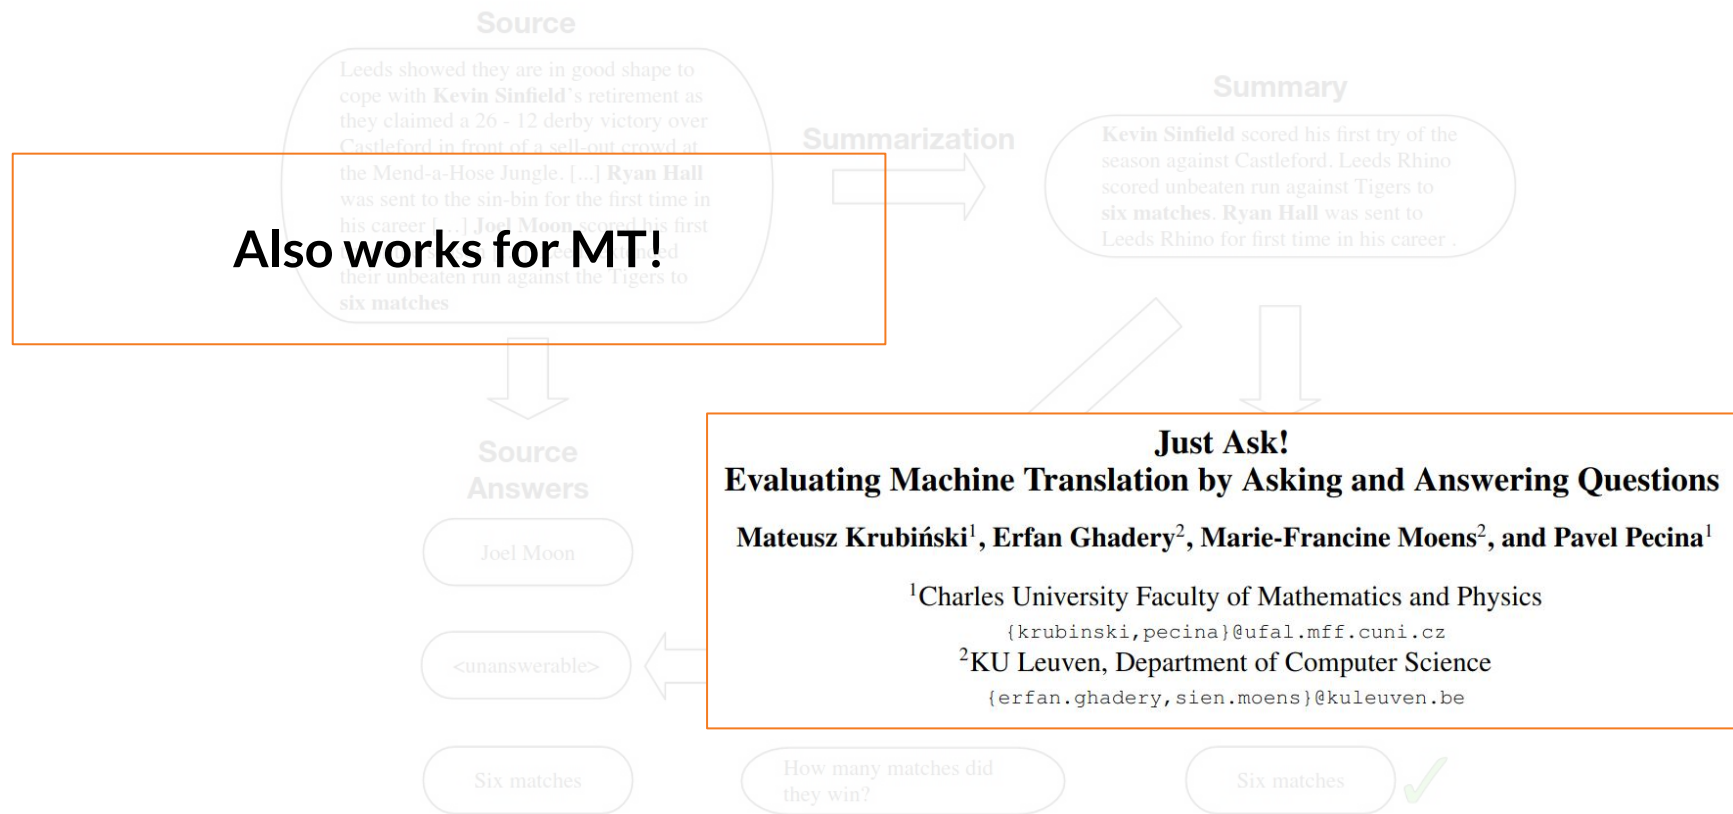 Source
Leeds showed they are in good shape to
cope with Kevin Sinfield's retirement as
they claimed a 26 - 12 derby victory over
Castleford in front of a sell-out crowd at
the Mend-a-Hose Jungle. [...] Ryan Hall
was sent to the sin-bin for the first time in
his career [...] Joel Moon scored his first
their unbeaten run against the Tigers to
six matches
Also works for MT!
Summarization
Summary
Kevin Sinfield scored his first try of the
season against Castleford. Leeds Rhino
scored unbeaten run against Tigers to
six matches. Ryan Hall was sent to
Leeds Rhino for first time in his career .
Source
Answers
Joel Moon
<unanswerable>
Six matches
Just Ask!
Evaluating Machine Translation by Asking and Answering Questions
Mateusz Krubiński1, Erfan Ghadery2, Marie-Francine Moens2, and Pavel Pecina1
1Charles University Faculty of Mathematics and Physics
{krubinski,pecina}@ufal.mff.cuni.cz
2KU Leuven, Department of Computer Science
{erfan.ghadery,sien.moens}@kuleuven.be
How many matches did
they win?
Six matches